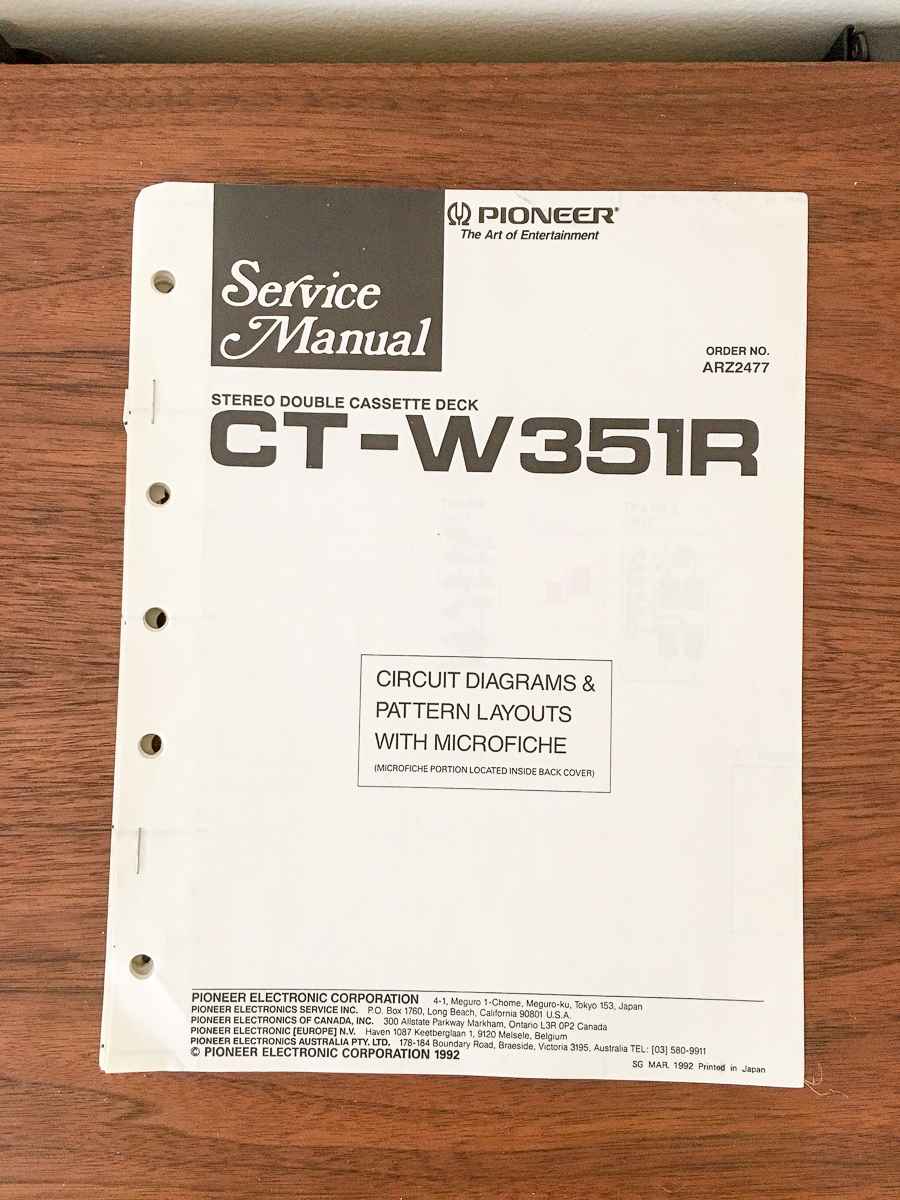 Service
Manual
PIONEER®
The Art of Entertainment
ORDER NO.
ARZ2477
STEREO DOUBLE CASSETTE DECK
CT-W351R
CIRCUIT DIAGRAMS &
PATTERN LAYOUTS
WITH MICROFICHE
(MICROFICHE PORTION LOCATED INSIDE BACK COVER)
PIONEER ELECTRONIC CORPORATION 4-1, Meguro 1-Chome, Meguro-ku, Tokyo 153, Japan
PIONEER ELECTRONICS SERVICE INC. P.O. Box 1760, Long Beach, California 90801 U.S.A.
PIONEER ELECTRONICS OF CANADA, INC. 300 Allstate Parkway Markham, Ontario L3R 0P2 Canada
PIONEER ELECTRONIC [EUROPE] N.V. Haven 1087 Keetberglaan 1, 9120 Melsele, Belgium
PIONEER ELECTRONICS AUSTRALIA PTY. LTD. 178-184 Boundary Road, Braeside, Victoria 3195, Australia TEL: [03] 580-9911
© PIONEER ELECTRONIC CORPORATION 1992
SG MAR. 1992 Printed in Japan